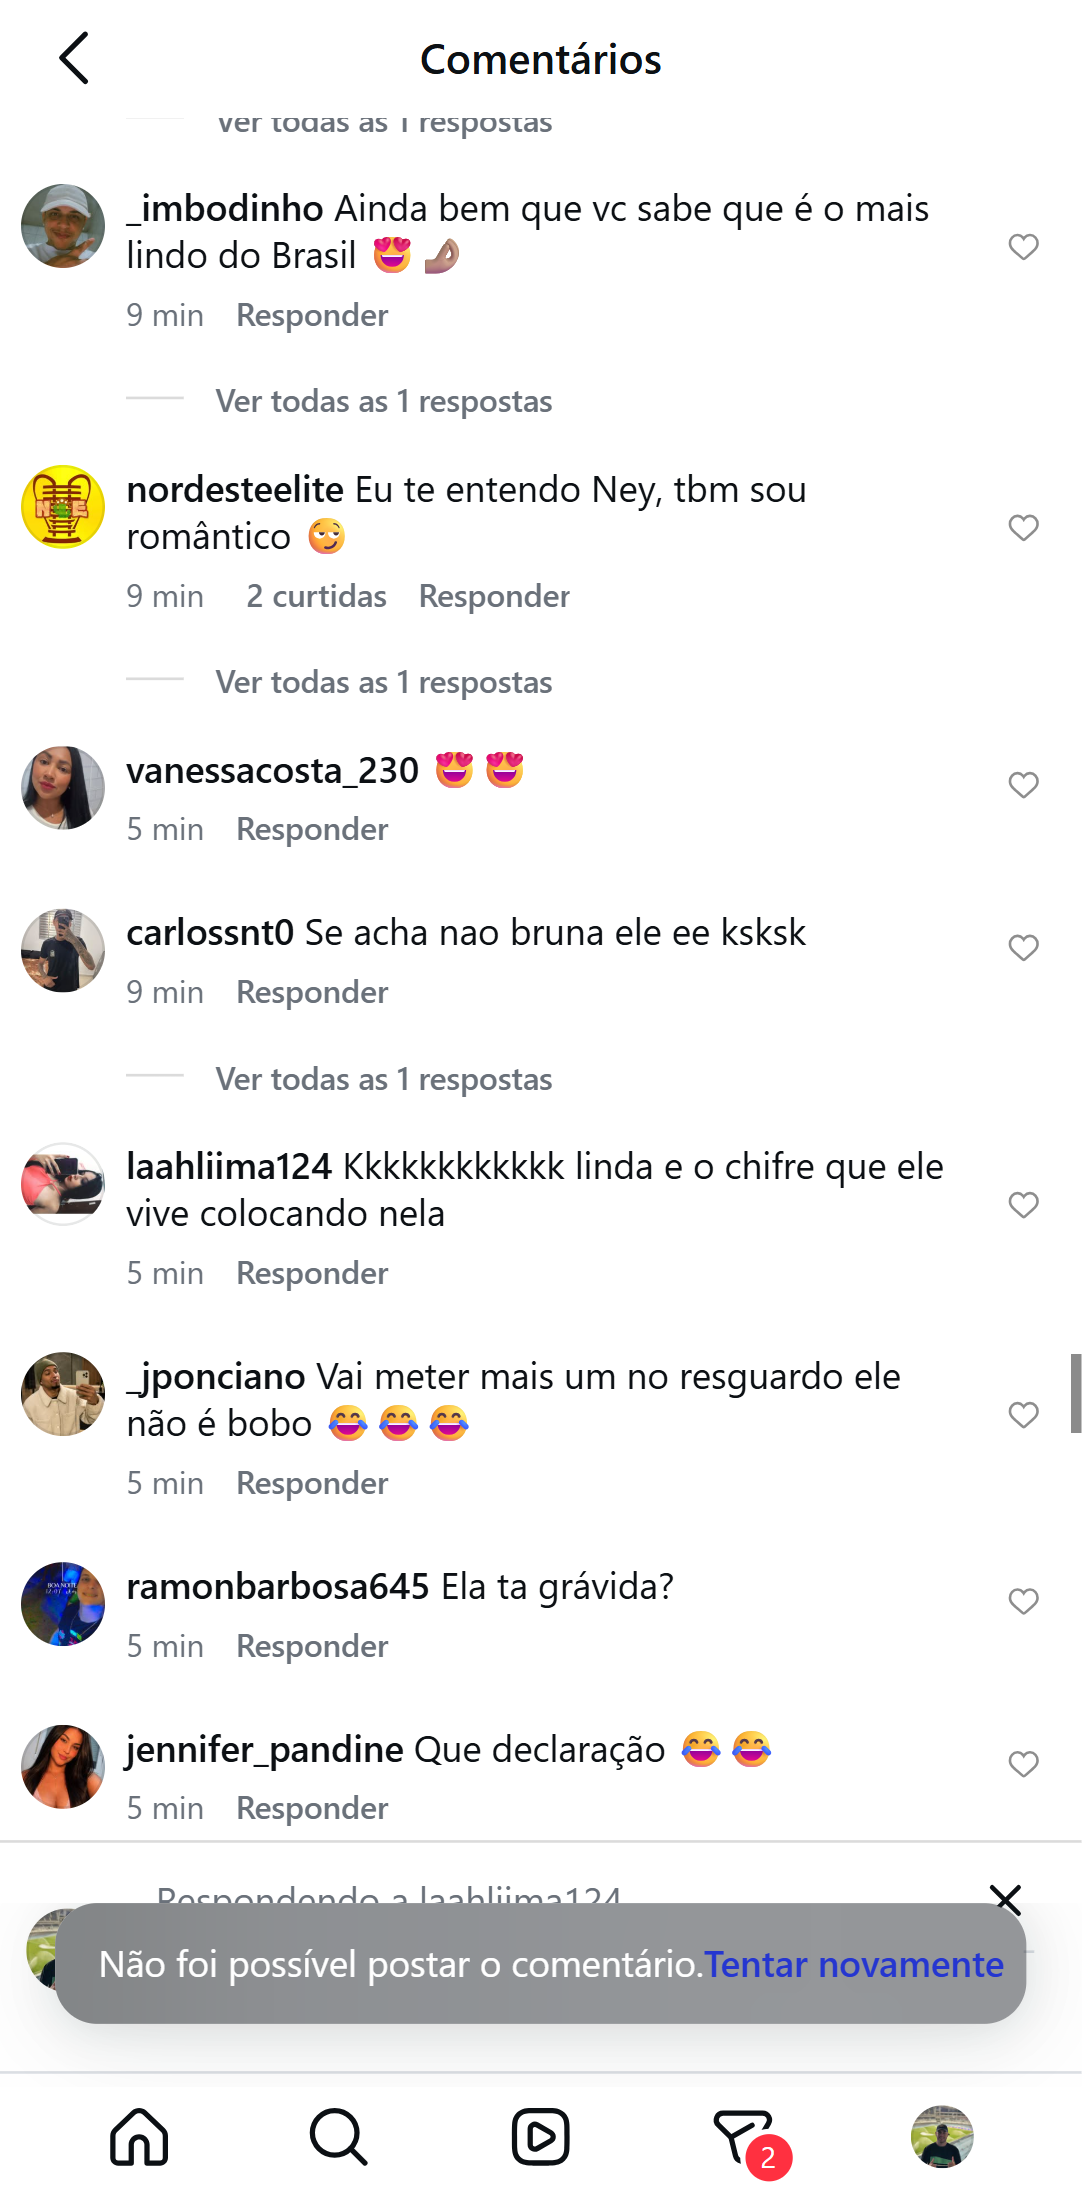 Comentários
Ver todas as 1 respostas
_imbodinho Ainda bem que vc sabe que é o mais
lindo do Brasil 😍🤌🏽
9 min Responder
Ver todas as 1 respostas
nordesteelite Eu te entendo Ney, tbm sou
romântico 😏
9 min 2 curtidas Responder
Ver todas as 1 respostas
vanessacosta_230 😍😍
5 min Responder
carlossnt0 Se acha nao bruna ele ee ksksk
9 min Responder
Ver todas as 1 respostas
laahliima124 Kkkkkkkkkkkk linda e o chifre que ele
vive colocando nela
5 min Responder
_jponciano Vai meter mais um no resguardo ele
não é bobo 😂😂😂
5 min Responder
ramonbarbosa645 Ela ta grávida?
5 min Responder
jennifer_pandine Que declaração 😂😂
5 min Responder
Respondendo a laahliima124
Não foi possível postar o comentário.Tentar novamente
2